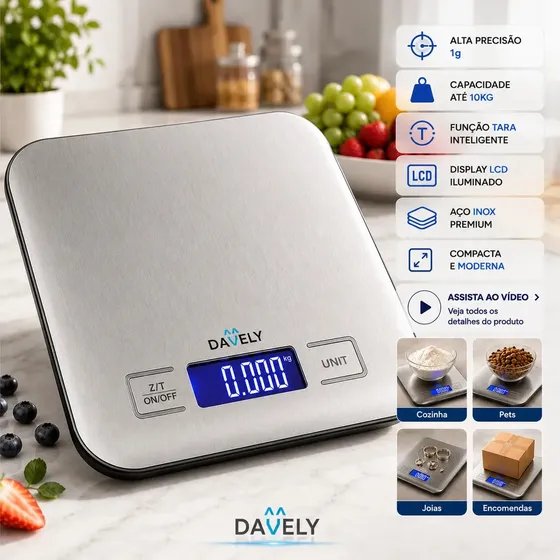 ALTA PRECISÃO
1g
CAPACIDADE
ATÉ 10KG
T
FUNÇÃO TARA
INTELIGENTE
LCD
DISPLAY LCD
ILUMINADO
AÇO INOX
PREMIUM
COMPACTA
E MODERNA
ASSISTA AO VÍDEO
Veja todos os
detalhes do produto
DAVELY
Z/T
ON/OFF
0.000 kg
UNIT
Cozinha
Pets
Joias
Encomendas
DAVELY